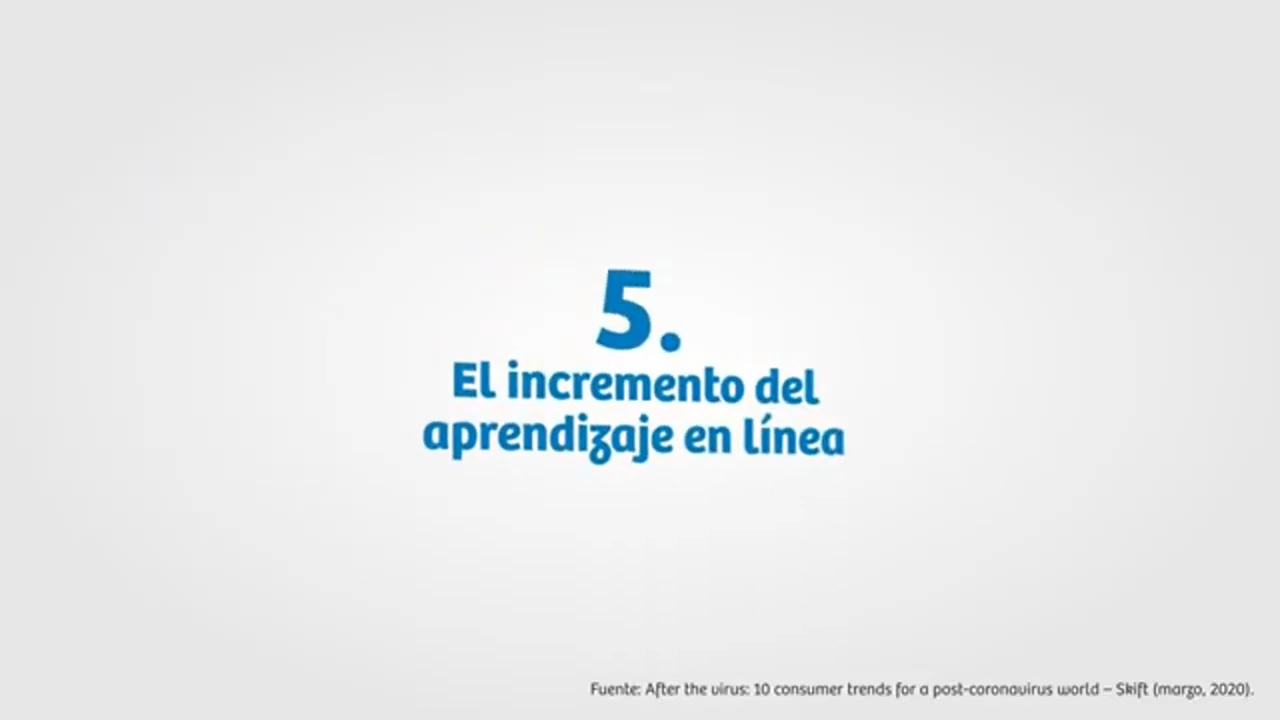 5.
El incremento del
aprendizaje en línea
Fuente: After the virus: 10 consumer trends for a post-coronavirus world – Skift (marzo, 2020).